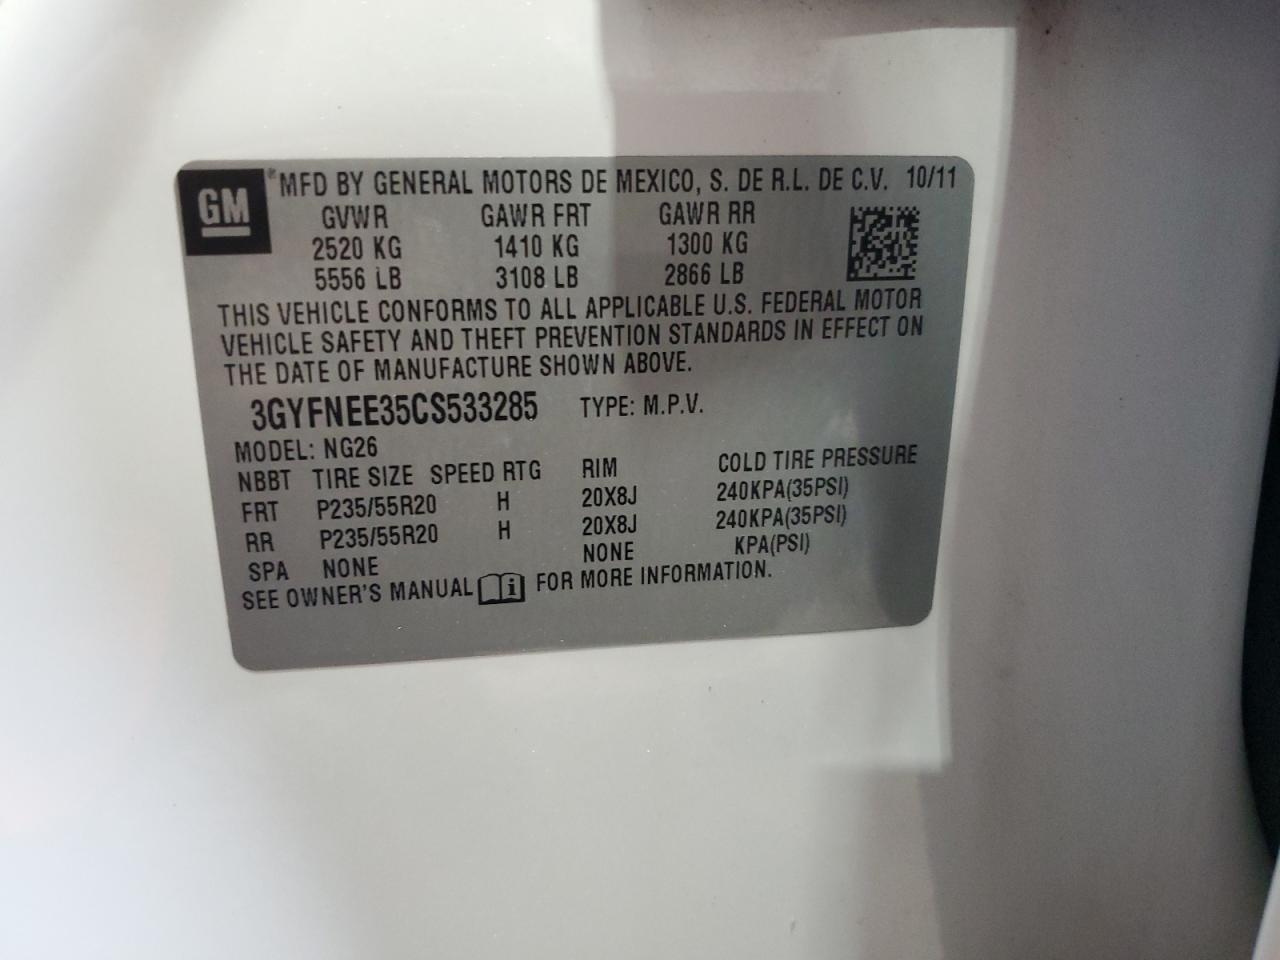 GM
® MFD BY GENERAL MOTORS DE MEXICO, S. DE R.L. DE C.V. 10/11
GVWR GAWR FRT GAWR RR
2520 KG 1410 KG 1300 KG
5556 LB 3108 LB 2866 LB
THIS VEHICLE CONFORMS TO ALL APPLICABLE U.S. FEDERAL MOTOR
VEHICLE SAFETY AND THEFT PREVENTION STANDARDS IN EFFECT ON
THE DATE OF MANUFACTURE SHOWN ABOVE.
3GYFNEE35CS533285 TYPE: M.P.V.
MODEL: NG26
NBBT TIRE SIZE SPEED RTG RIM COLD TIRE PRESSURE
FRT P235/55R20 H 20X8J 240KPA(35PSI)
RR P235/55R20 H 20X8J 240KPA(35PSI)
SPA NONE NONE KPA(PSI)
SEE OWNER'S MANUAL i FOR MORE INFORMATION.